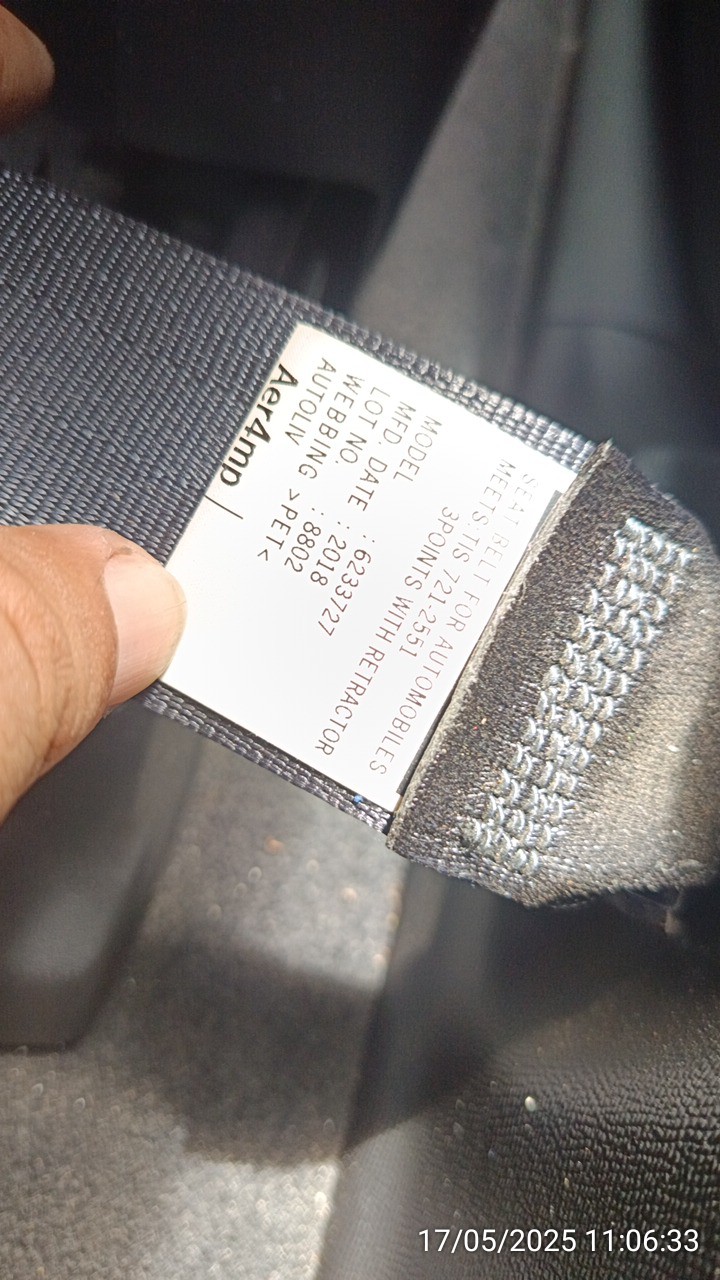 SEAT BELT FOR AUTOMOBILES
MEETS:TIS 721-2551
3POINTS WITH RETRACTOR
MODEL : 6233727
MFD. DATE : 2018
LOT NO. : 8802
WEBBING >PET<
AUTOLIV
Aer4mp
17/05/2025 11:06:33